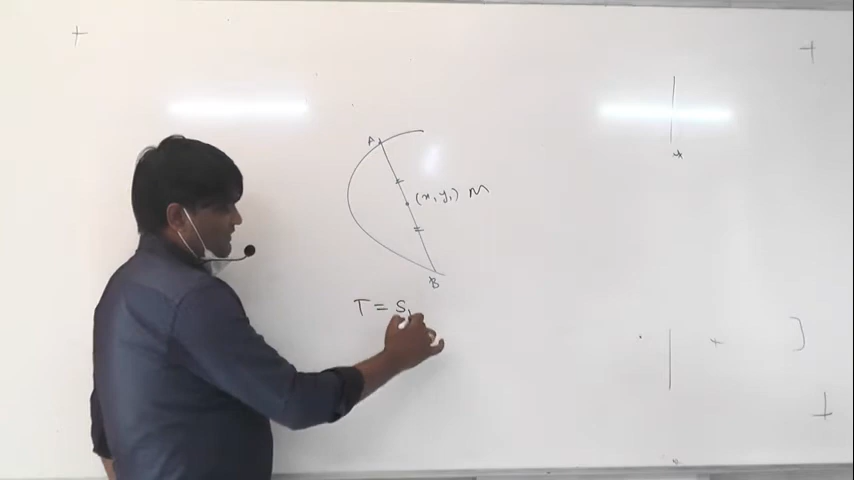 A
(x₁ y₁) M
B
T = S₁